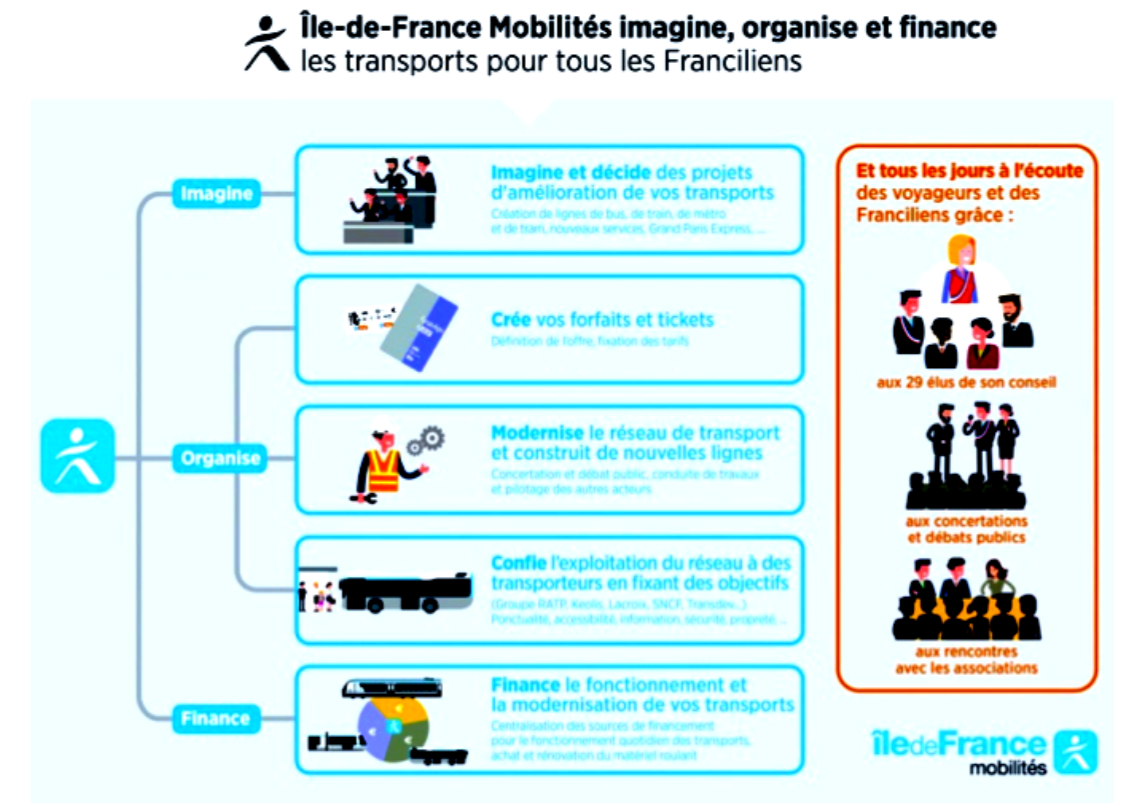 Île-de-France Mobilités imagine, organise et finance
les transports pour tous les Franciliens
Imagine
Imagine et décide des projets
d'amélioration de vos transports
Création de lignes de bus, de train, de métro
et de tram, nouveaux services, Grand Paris Express, ...
Organise
Crée vos forfaits et tickets
Définition de l'offre, fixation des tarifs
Modernise le réseau de transport
et construit de nouvelles lignes
Concertation et débat public, conduite de travaux
et pilotage des autres acteurs
Confie l'exploitation du réseau à des
transporteurs en fixant des objectifs
(Groupe RATP, Keolis, Lacroix, SNCF, Transdev...)
Ponctualité, accessibilité, information, sécurité, propreté, ...
Finance
Finance le fonctionnement et
la modernisation de vos transports
Centralisation des sources de financement
pour le fonctionnement quotidien des transports,
achat et rénovation du matériel roulant
Et tous les jours à l'écoute
des voyageurs et des
Franciliens grâce :
aux 29 élus de son conseil
aux concertations
et débats publics
aux rencontres
avec les associations
îledeFrance
mobilités